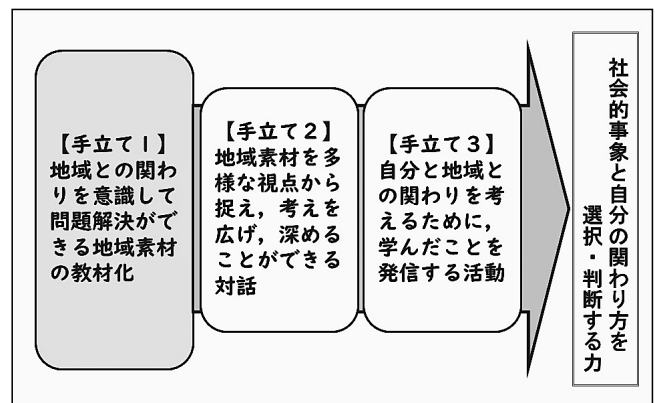 【手立て１】
地域との関わ
りを意識して
問題解決がで
きる地域素材
の教材化
【手立て２】
地域素材を多
様な視点から
捉え，考えを
広げ，深める
ことができる
対話
【手立て３】
自分と地域と
の関わりを考
えるために，
学んだことを
発信する活動
社会的事象と自分の関わり方を
選択・判断する力